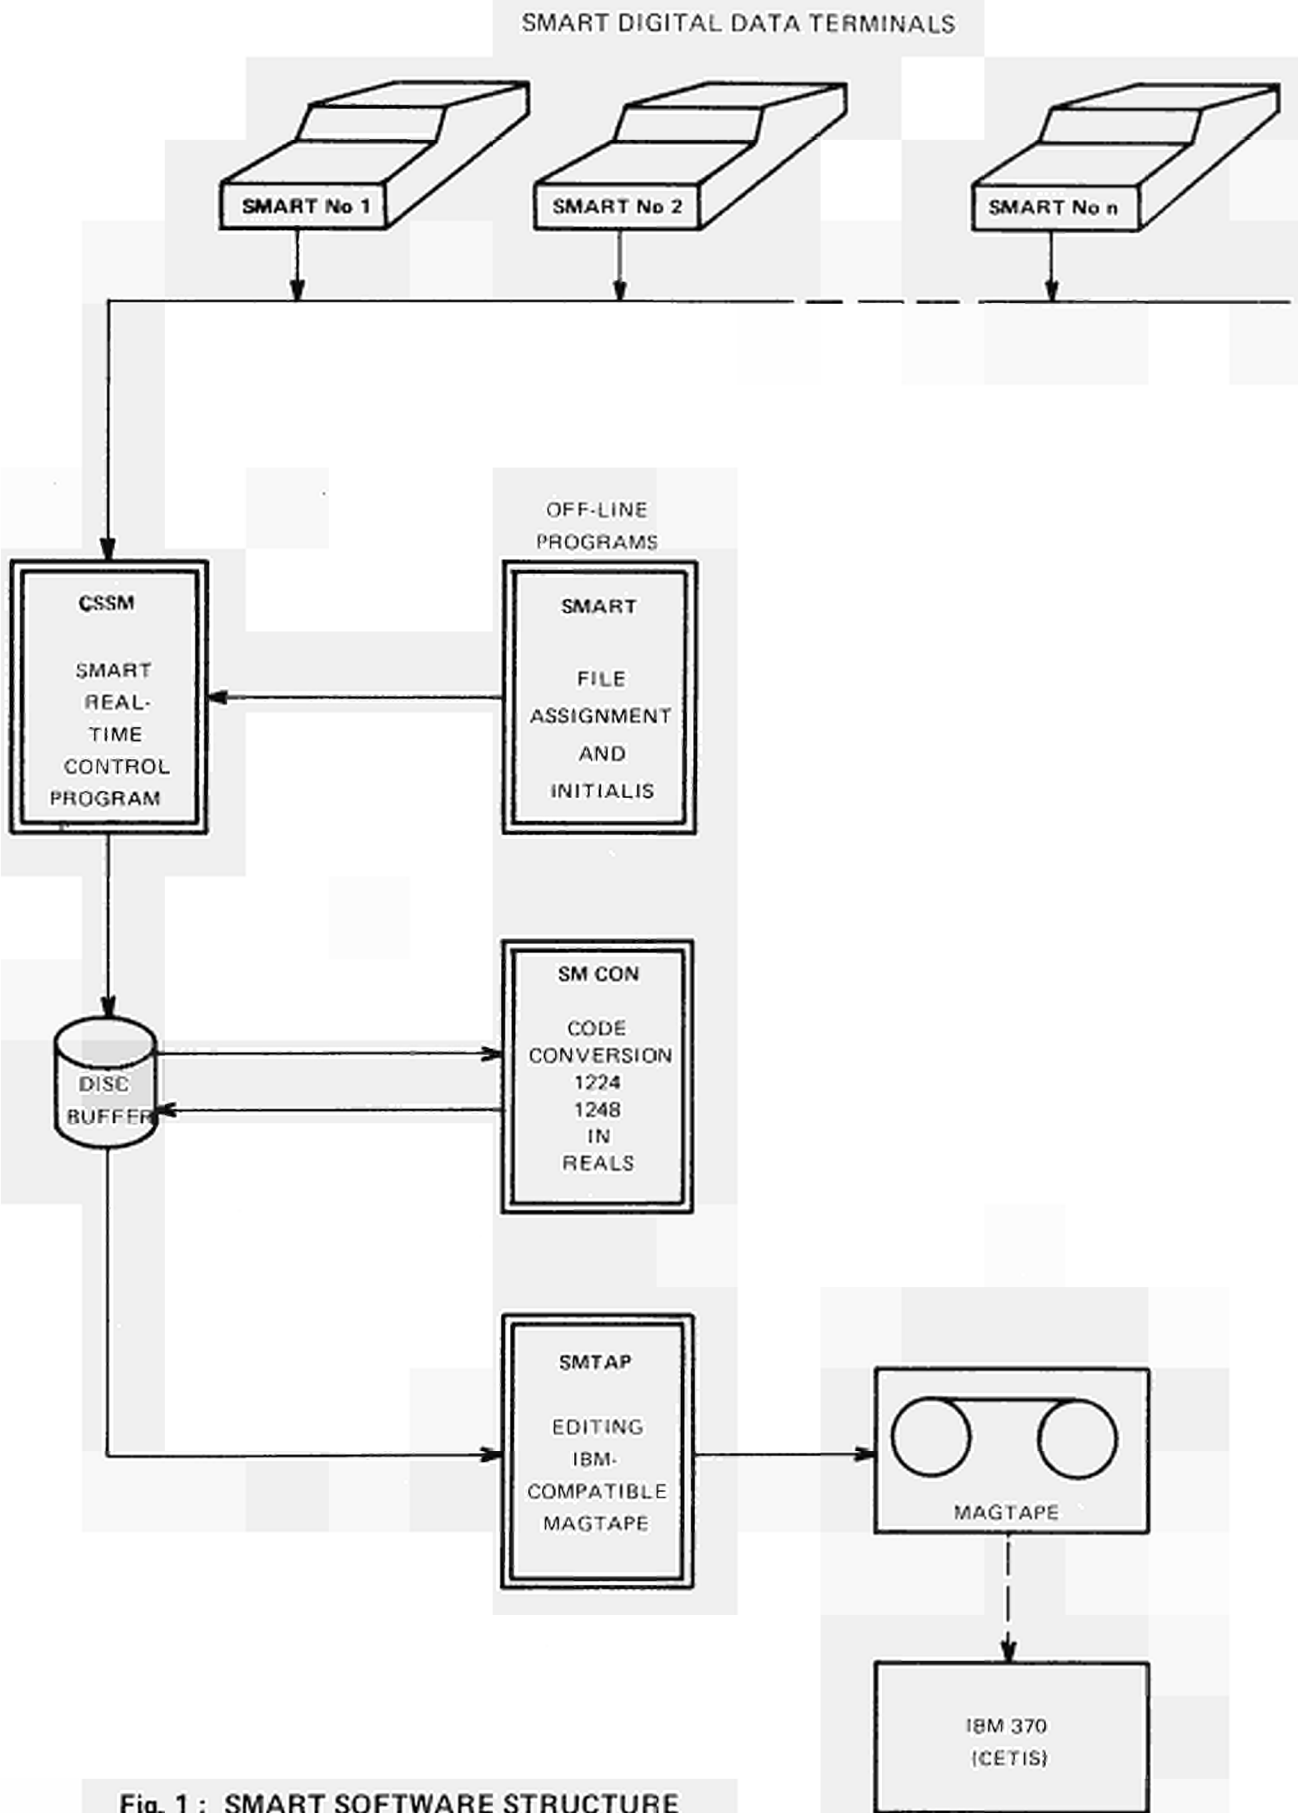 SMART DIGITAL DATA TERMINALS
SMART No 1
SMART No 2
SMART No n
OFF-LINE
PROGRAMS
CSSM
SMART
REAL-
TIME
CONTROL
PROGRAM
SMART
FILE
ASSIGNMENT
AND
INITIALIS
SM CON
CODE
CONVERSION
1224
1248
IN
REALS
DISC
BUFFER
SMTAP
EDITING
IBM-
COMPATIBLE
MAGTAPE
MAGTAPE
IBM 370
(CETIS)
Fig. 1 : SMART SOFTWARE STRUCTURE